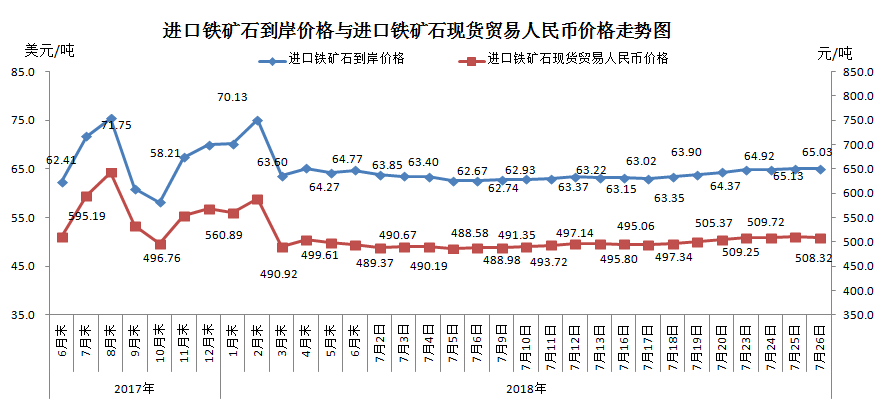 进口铁矿石到岸价格与进口铁矿石现货贸易人民币价格走势图
美元/吨
元/吨
进口铁矿石到岸价格
进口铁矿石现货贸易人民币价格
85.0
75.0
65.0
55.0
45.0
35.0
850.0
800.0
750.0
700.0
650.0
600.0
550.0
500.0
450.0
400.0
350.0
62.41
71.75
58.21
70.13
63.60
64.27
64.77
63.85
63.40
62.67
62.74
62.93
63.37
63.22
63.15
63.02
63.35
63.90
64.37
64.92
65.13
65.03
595.19
496.76
560.89
490.92
499.61
489.37
490.67
490.19
488.58
488.98
491.35
493.72
497.14
495.80
495.06
497.34
505.37
509.25
509.72
508.32
6月末
7月末
8月末
9月末
10月末
11月末
12月末
1月末
2月末
3月末
4月末
5月末
6月末
7月2日
7月3日
7月4日
7月5日
7月6日
7月9日
7月10日
7月11日
7月12日
7月13日
7月16日
7月17日
7月18日
7月19日
7月20日
7月23日
7月24日
7月25日
7月26日
2017年
2018年